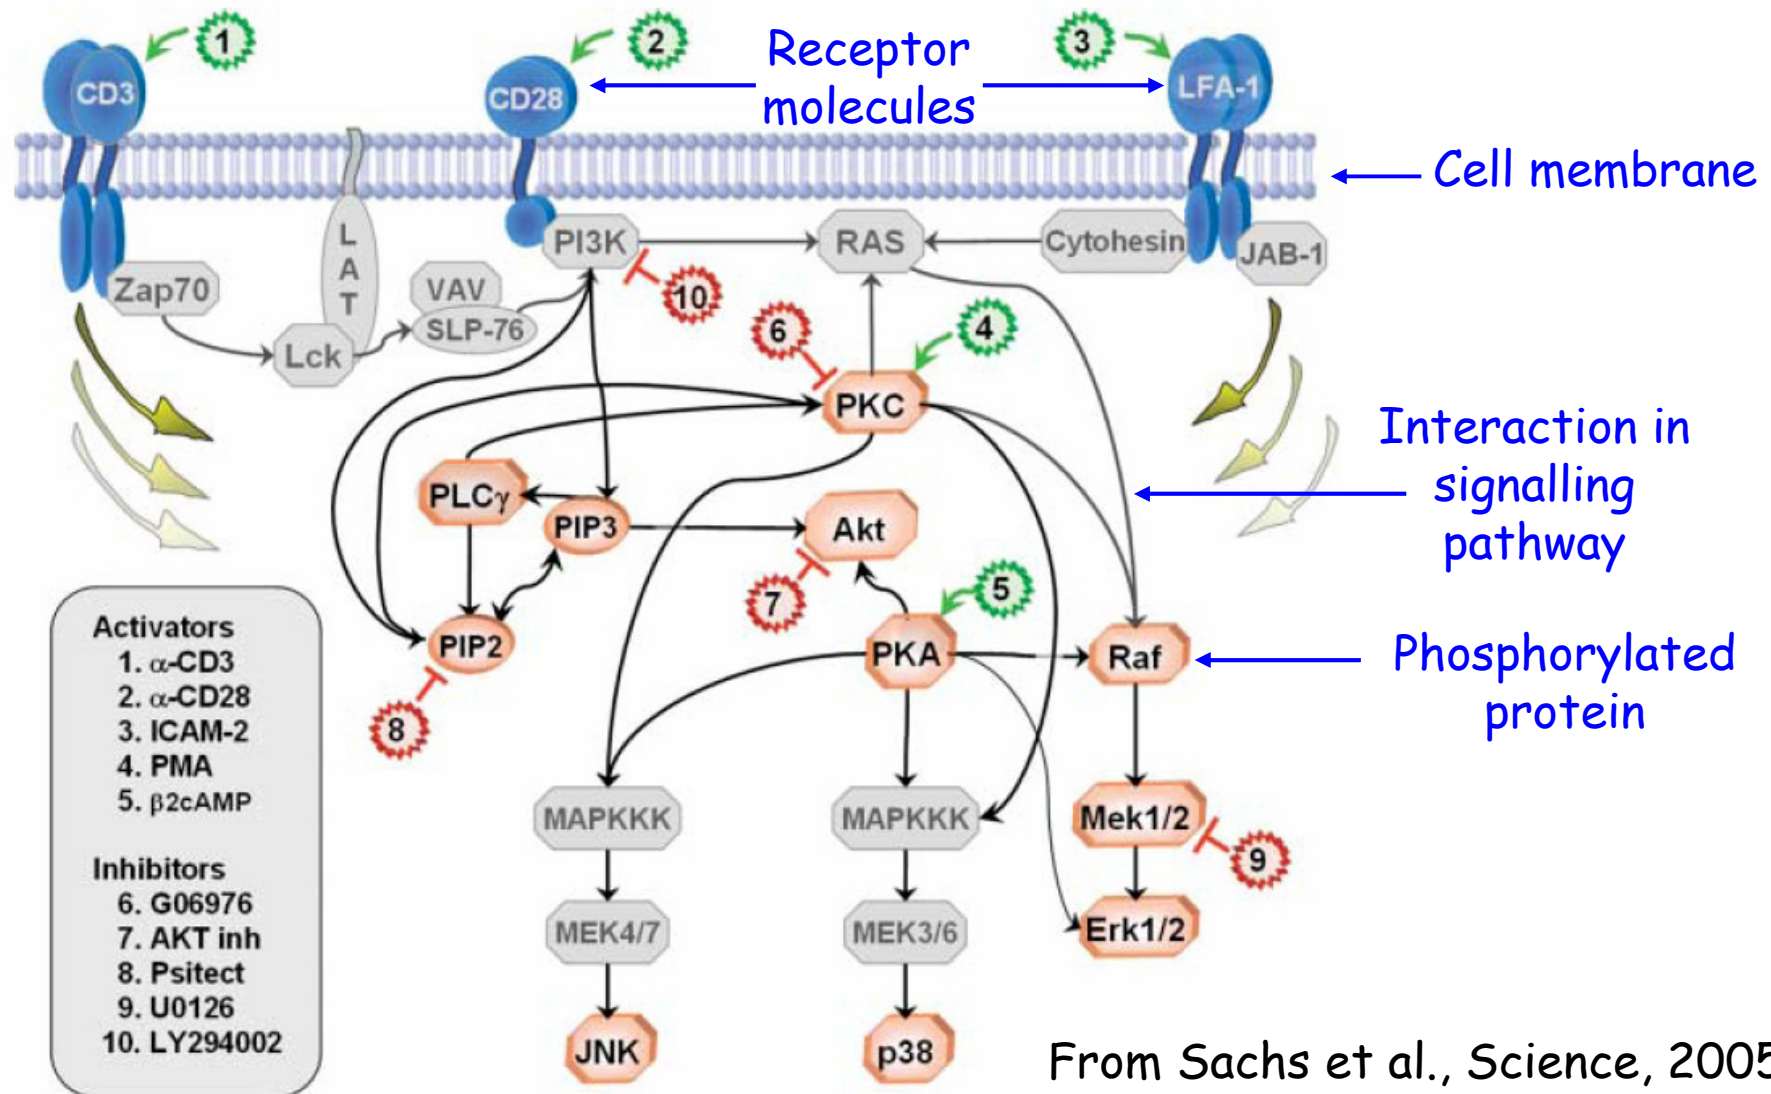 1
2
3
Receptor
molecules
CD3
CD28
LFA-1
Cell membrane
L
A
T
PI3K
RAS
Cytohesin
JAB-1
Zap70
VAV
SLP-76
Lck
10
6
4
PKC
Interaction in
signalling
pathway
PLCγ
PIP3
Akt
7
5
PIP2
PKA
Raf
Phosphorylated
protein
8
MAPKKK
MAPKKK
Mek1/2
9
MEK4/7
MEK3/6
Erk1/2
JNK
p38
Activators
1. α-CD3
2. α-CD28
3. ICAM-2
4. PMA
5. β2cAMP
Inhibitors
6. G06976
7. AKT inh
8. Psitect
9. U0126
10. LY294002
From Sachs et al., Science, 2005